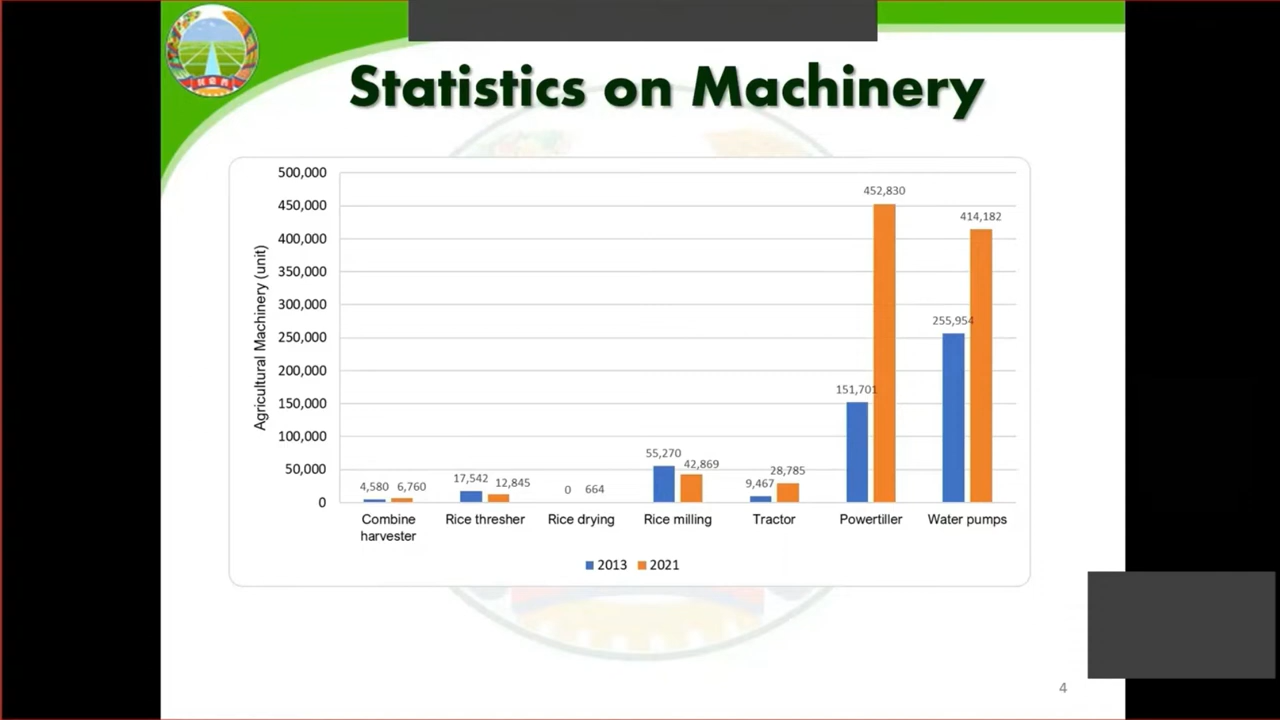 Statistics on Machinery
Agricultural Machinery (unit)
500,000
450,000
400,000
350,000
300,000
250,000
200,000
150,000
100,000
50,000
0
4,580 6,760
17,542 12,845
0 664
55,270 42,869
9,467 28,785
151,701 452,830
255,954 414,182
Combine
harvester
Rice thresher
Rice drying
Rice milling
Tractor
Powertiller
Water pumps
2013 2021
4